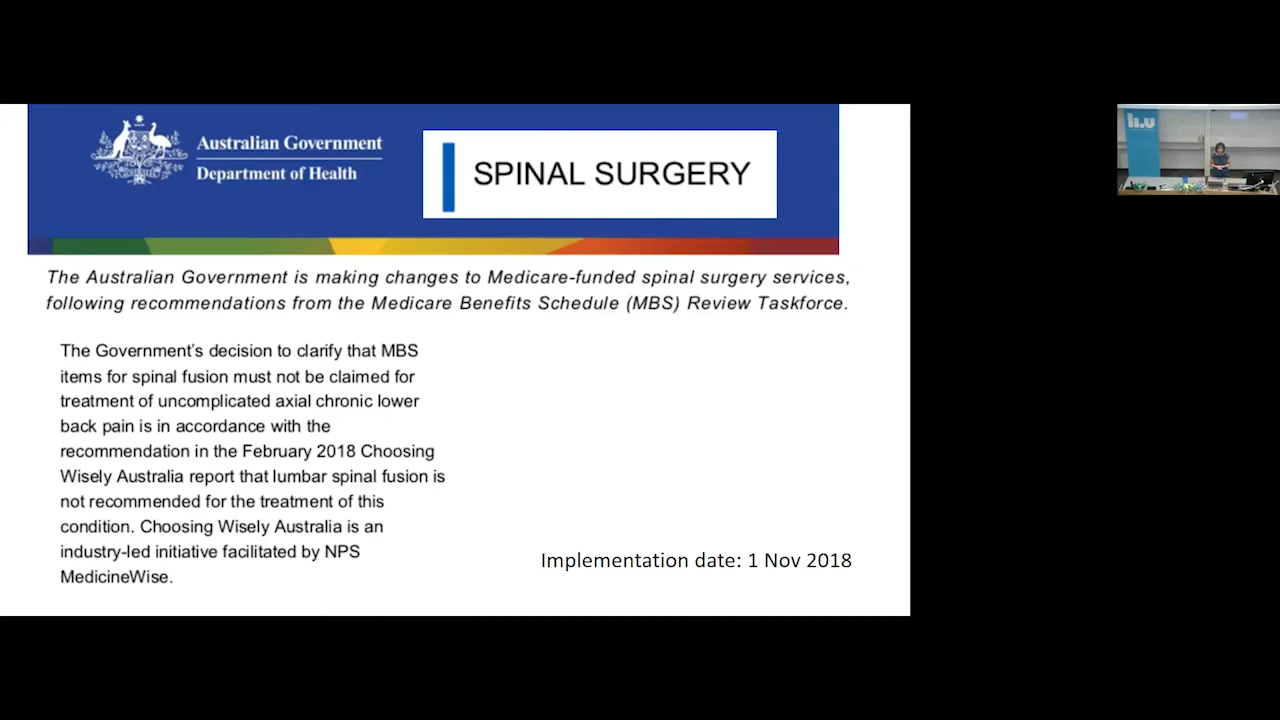 Australian Government
Department of Health
SPINAL SURGERY
The Australian Government is making changes to Medicare-funded spinal surgery services,
following recommendations from the Medicare Benefits Schedule (MBS) Review Taskforce.
The Government's decision to clarify that MBS
items for spinal fusion must not be claimed for
treatment of uncomplicated axial chronic lower
back pain is in accordance with the
recommendation in the February 2018 Choosing
Wisely Australia report that lumbar spinal fusion is
not recommended for the treatment of this
condition. Choosing Wisely Australia is an
industry-led initiative facilitated by NPS
MedicineWise.
Implementation date: 1 Nov 2018